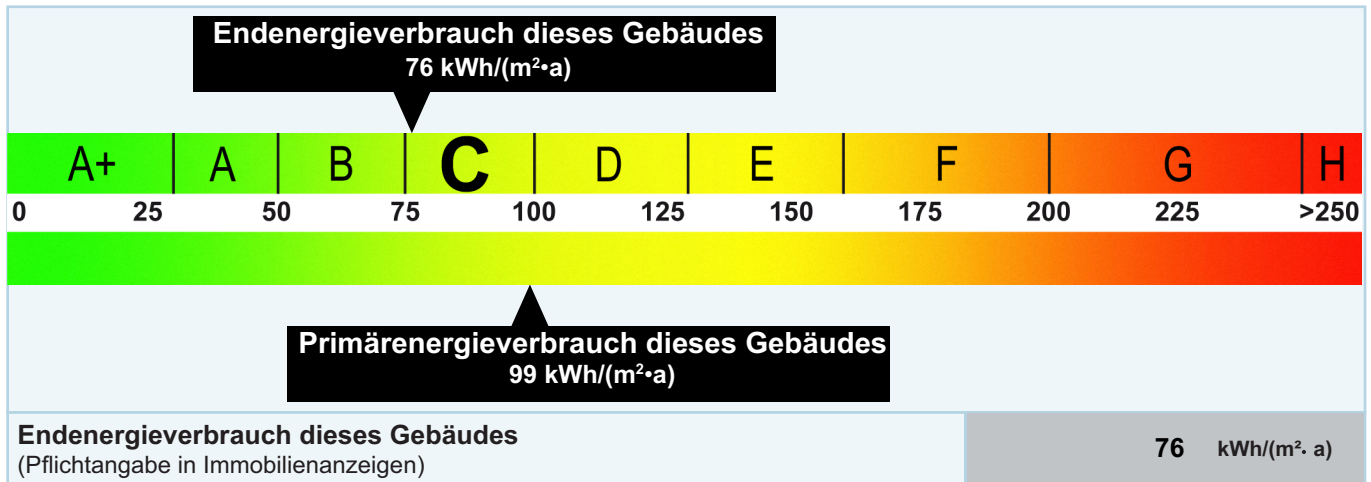 Endenergieverbrauch dieses Gebäudes
76 kWh/(m²•a)
A+ A B C D E F G H
0 25 50 75 100 125 150 175 200 225 >250
Primärenergieverbrauch dieses Gebäudes
99 kWh/(m²•a)
Endenergieverbrauch dieses Gebäudes
(Pflichtangabe in Immobilienanzeigen)
76 kWh/(m²· a)